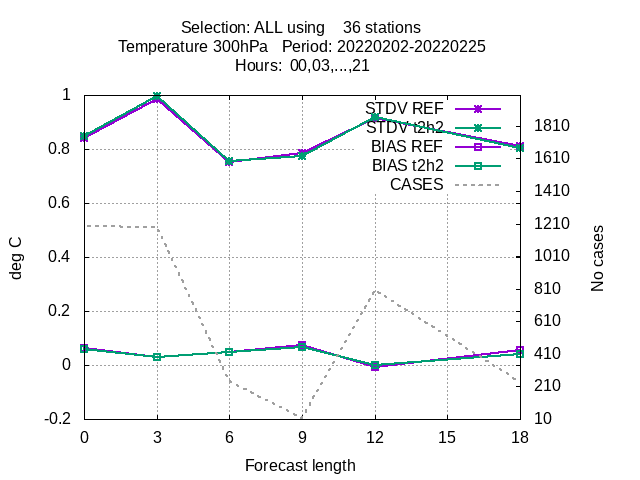 Selection: ALL using 36 stations
Temperature 300hPa Period: 20220202-20220225
Hours: 00,03,...,21
STDV REF
STDV t2h2
BIAS REF
BIAS t2h2
CASES
1
0.8
0.6
0.4
0.2
0
-0.2
deg C
1810
1610
1410
1210
1010
810
610
410
210
10
No cases
0 3 6 9 12 15 18
Forecast length